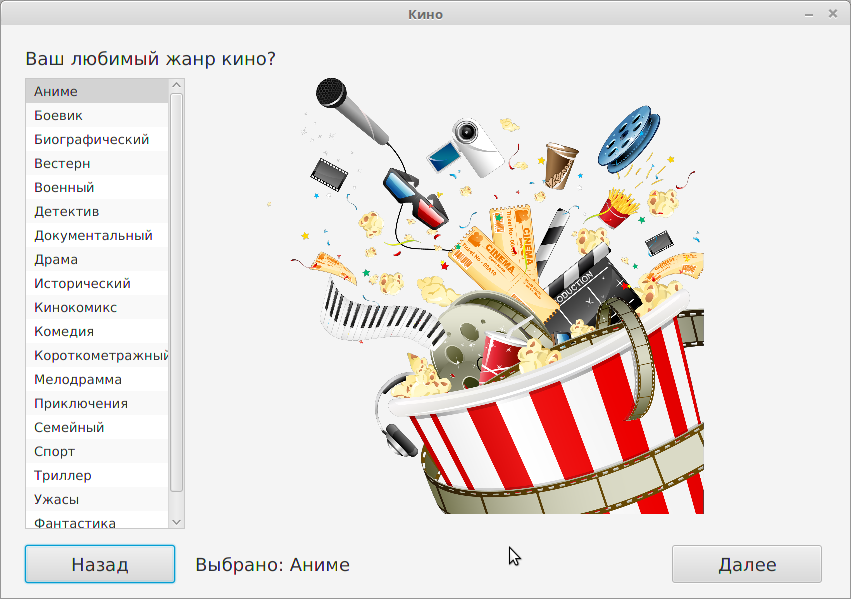 Кино
Ваш любимый жанр кино?
Аниме
Боевик
Биографический
Вестерн
Военный
Детектив
Документальный
Драма
Исторический
Кинокомикс
Комедия
Короткометражный
Мелодрама
Приключения
Семейный
Спорт
Триллер
Ужасы
Фантастика
CINEMA
CINEMA
ODUCTION
Назад
Выбрано: Аниме
Далее